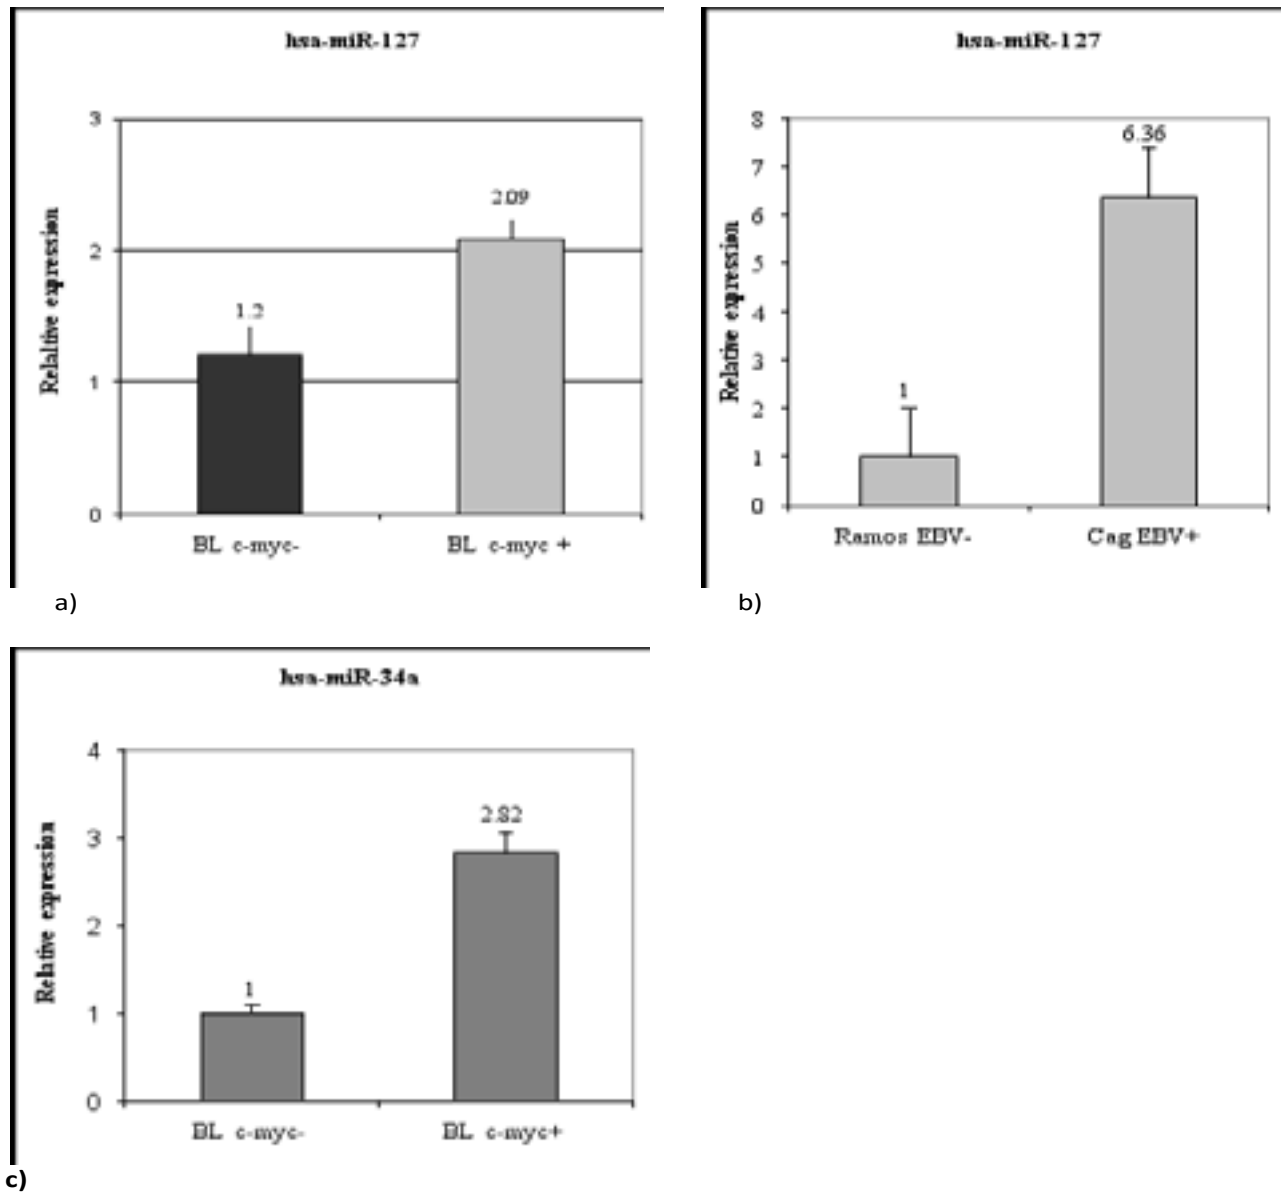 hsa-miR-127
3
2
1
0
Relaltive expression
1.2
2.09
BL c-myc-
BL c-myc +
a)
hsa-miR-127
8
7
6
5
4
3
2
1
0
Relative expression
1
6.36
Ramos EBV-
Cag EBV+
b)
hsa-miR-34a
4
3
2
1
0
Relative expression
1
2.82
BL c-myc-
BL c-myc+
c)